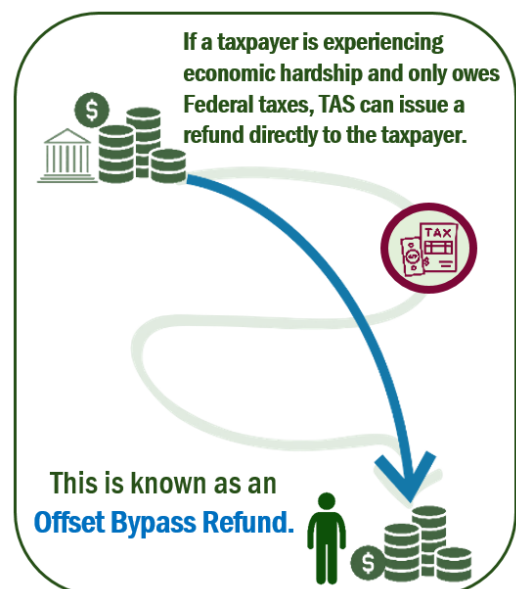 If a taxpayer is experiencing
economic hardship and only owes
Federal taxes, TAS can issue a
refund directly to the taxpayer.
$
TAX
$
This is known as an
Offset Bypass Refund.
$